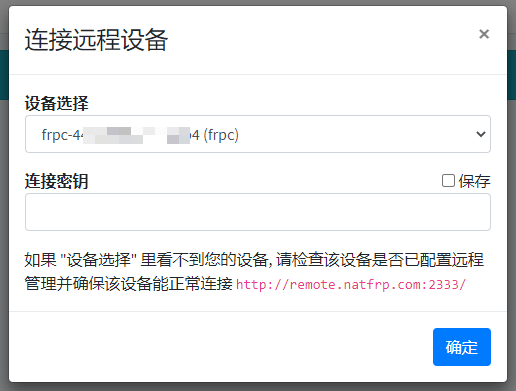 连接远程设备
×
设备选择
frpc-4 4 (frpc)
连接密钥
保存
如果 "设备选择" 里看不到您的设备, 请检查该设备是否已配置远程
管理并确保该设备能正常连接 http://remote.natfrp.com:2333/
确定